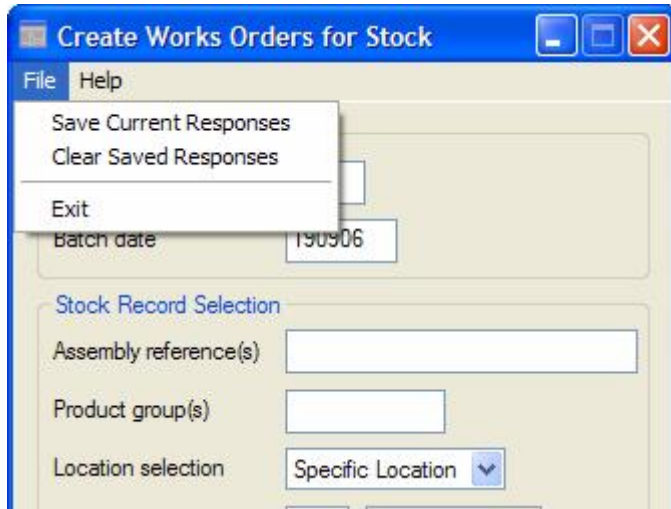 Create Works Orders for Stock
File Help
Save Current Responses
Clear Saved Responses
Exit
Batch date 190906
Stock Record Selection
Assembly reference(s)
Product group(s)
Location selection Specific Location